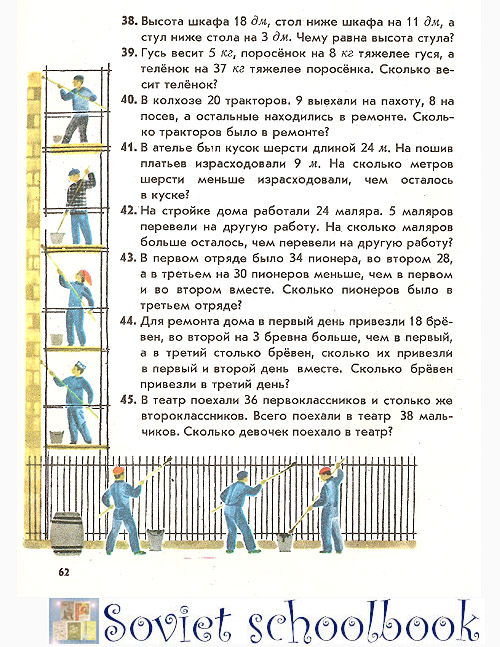 38. Высота шкафа 18 дм, стол ниже шкафа на 11 дм, а
стул ниже стола на 3 дм. Чему равна высота стула?
39. Гусь весит 5 кг, поросёнок на 8 кг тяжелее гуся, а
телёнок на 37 кг тяжелее поросёнка. Сколько ве-
сит телёнок?
40. В колхозе 20 тракторов. 9 выехали на пахоту, 8 на
посев, а остальные находились в ремонте. Сколь-
ко тракторов было в ремонте?
41. В ателье был кусок шерсти длиной 24 м. На пошив
платьев израсходовали 9 м. На сколько метров
шерсти меньше израсходовали, чем осталось
в куске?
42. На стройке дома работали 24 маляра. 5 маляров
перевели на другую работу. На сколько маляров
больше осталось, чем перевели на другую работу?
43. В первом отряде было 34 пионера, во втором 28,
а в третьем на 30 пионеров меньше, чем в первом
и во втором вместе. Сколько пионеров было в
третьем отряде?
44. Для ремонта дома в первый день привезли 18 брё-
вен, во второй на 3 бревна больше, чем в первый,
а в третий столько брёвен, сколько их привезли
в первый и второй день вместе. Сколько брёвен
привезли в третий день?
45. В театр поехали 36 первоклассников и столько же
второклассников. Всего поехали в театр 38 маль-
чиков. Сколько девочек поехало в театр?
62
Soviet schoolbook